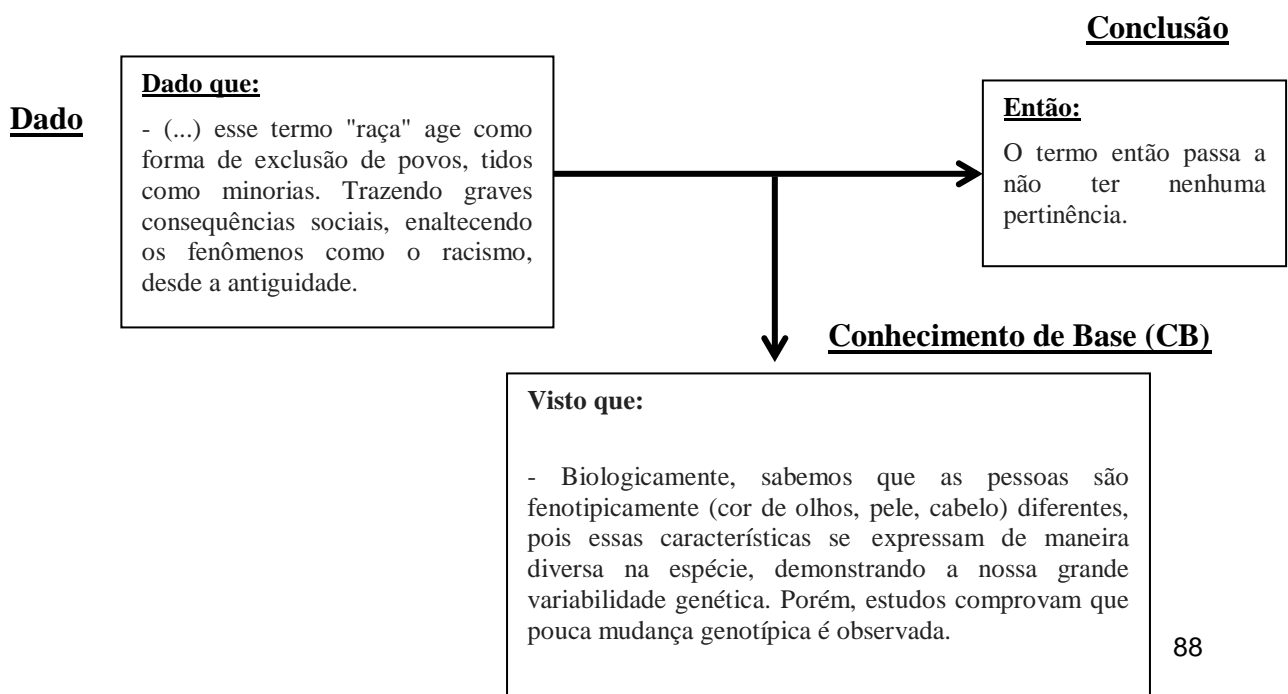 Conclusão
Dado
Dado que:
- (...) esse termo "raça" age como
forma de exclusão de povos, tidos
como minorias. Trazendo graves
consequências sociais, enaltecendo
os fenômenos como o racismo,
desde a antiguidade.
Então:
O termo então passa a
não ter nenhuma
pertinência.
Conhecimento de Base (CB)
Visto que:
- Biologicamente, sabemos que as pessoas são
fenotipicamente (cor de olhos, pele, cabelo) diferentes,
pois essas características se expressam de maneira
diversa na espécie, demonstrando a nossa grande
variabilidade genética. Porém, estudos comprovam que
pouca mudança genotípica é observada.
88